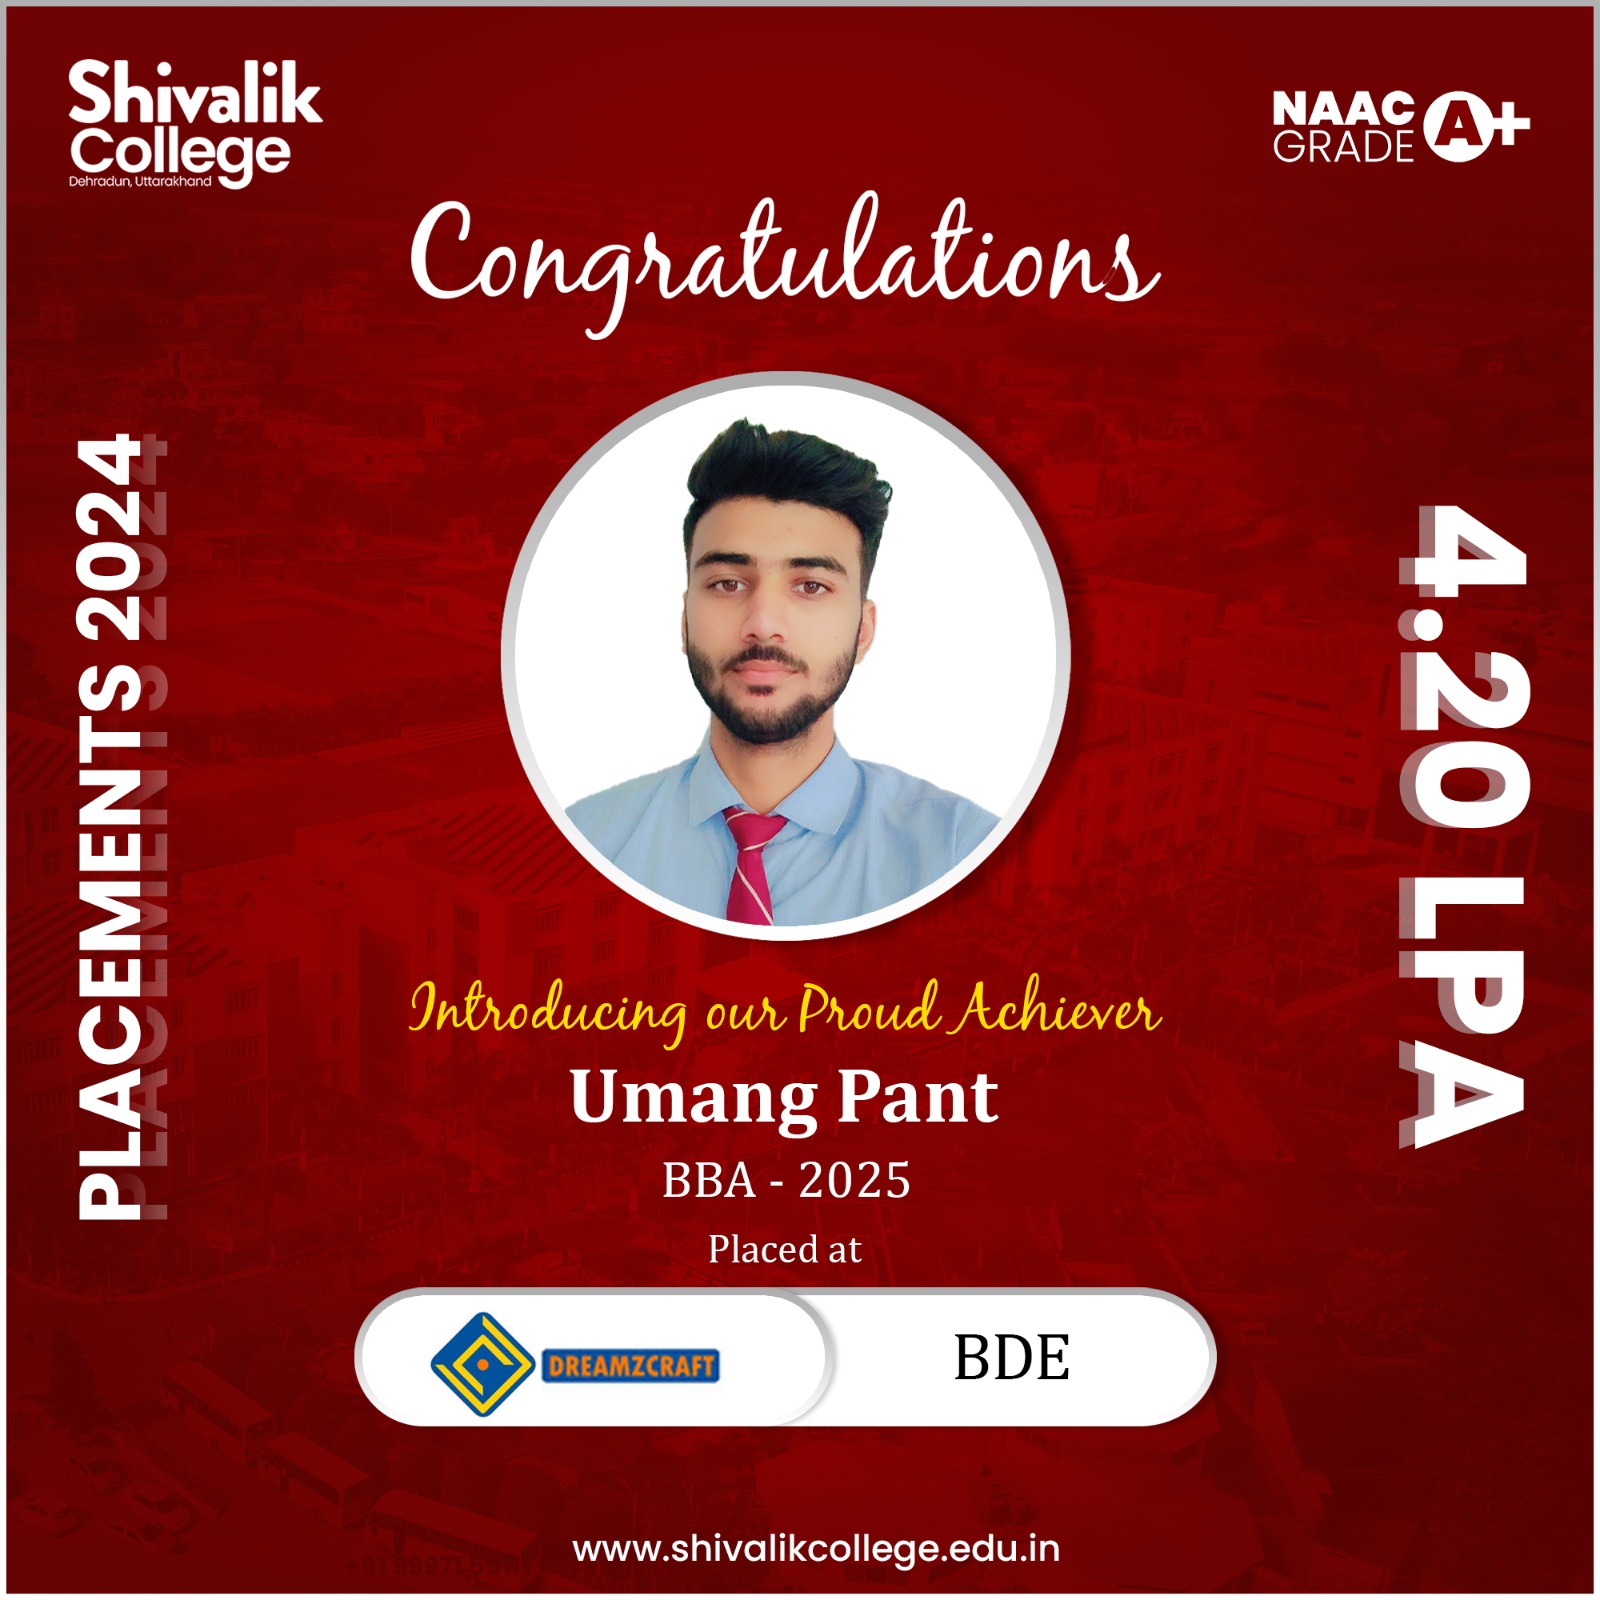 Shivalik
College
Dehradun, Uttarakhand
NAAC
GRADE A+
Congratulations
PLACEMENTS 2024
4.20 LPA
Introducing our Proud Achiever
Umang Pant
BBA - 2025
Placed at
DREAMZCRAFT
BDE
www.shivalikcollege.edu.in